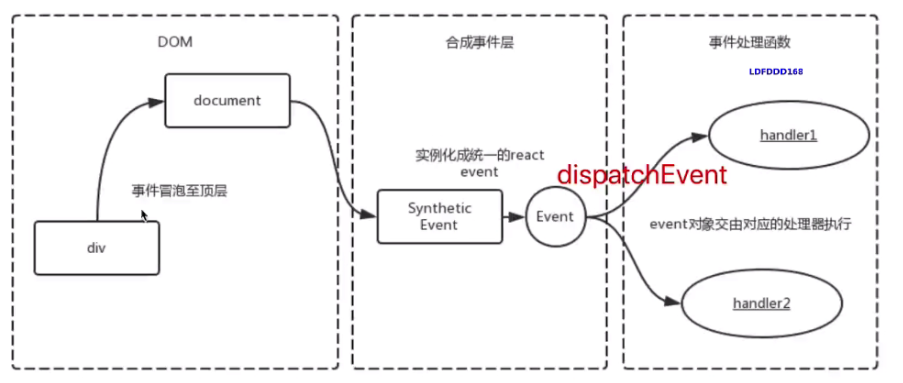 DOM
document
事件冒泡至顶层
div
合成事件层
实例化成统一的react
event
dispatchEvent
Synthetic
Event
Event
事件处理函数
LDFDDD168
handler1
event对象交由对应的处理器执行
handler2